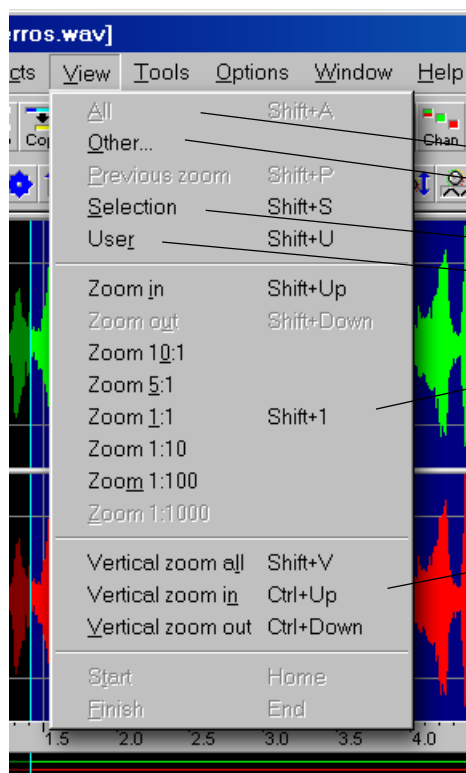 erros.wav]
cts View Tools Options Window Help
All Shift+A
Chan
Other...
Previous zoom Shift+P
Selection Shift+S
User Shift+U
Zoom in Shift+Up
Zoom out Shift+Down
Zoom 10:1
Zoom 5:1
Zoom 1:1 Shift+1
Zoom 1:10
Zoom 1:100
Zoom 1:1000
Vertical zoom all Shift+V
Vertical zoom in Ctrl+Up
Vertical zoom out Ctrl+Down
Start Home
Finish End
1.5 2.0 2.5 3.0 3.5 4.0